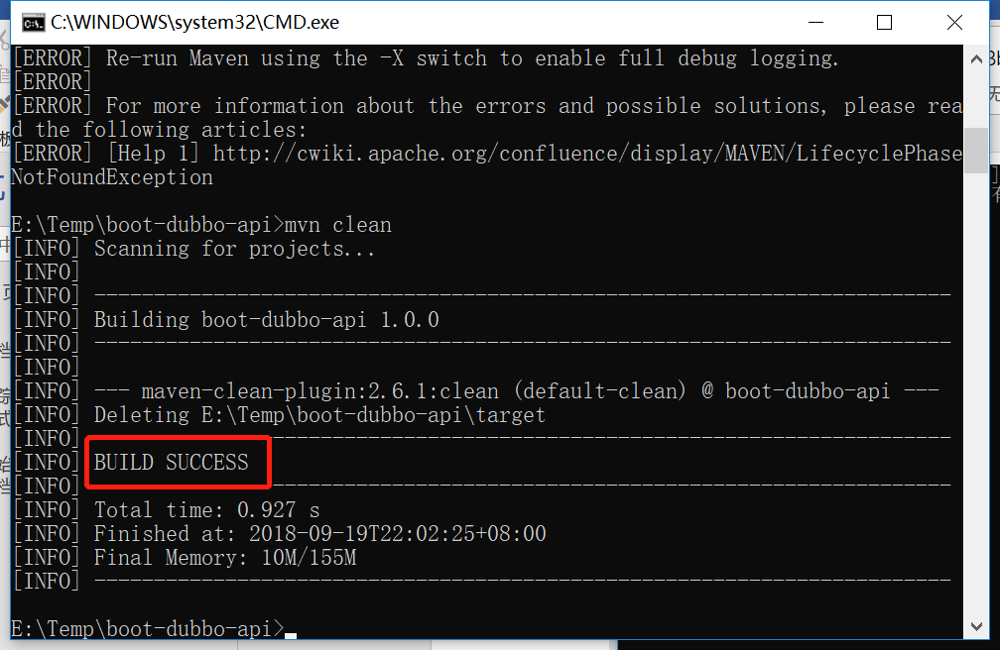 C:\WINDOWS\system32\CMD.exe
[ERROR] Re-run Maven using the -X switch to enable full debug logging.
[ERROR]
[ERROR] For more information about the errors and possible solutions, please rea
d the following articles:
[ERROR] [Help 1] http://cwiki.apache.org/confluence/display/MAVEN/LifecyclePhase
NotFoundException
E:\Temp\boot-dubbo-api>mvn clean
[INFO] Scanning for projects...
[INFO]
[INFO] ------------------------------------------------------------------------
[INFO] Building boot-dubbo-api 1.0.0
[INFO] ------------------------------------------------------------------------
[INFO]
[INFO] --- maven-clean-plugin:2.6.1:clean (default-clean) @ boot-dubbo-api ---
[INFO] Deleting E:\Temp\boot-dubbo-api\target
[INFO] ------------------------------------------------------------------------
[INFO] BUILD SUCCESS
[INFO] ------------------------------------------------------------------------
[INFO] Total time: 0.927 s
[INFO] Finished at: 2018-09-19T22:02:25+08:00
[INFO] Final Memory: 10M/155M
[INFO] ------------------------------------------------------------------------
E:\Temp\boot-dubbo-api>